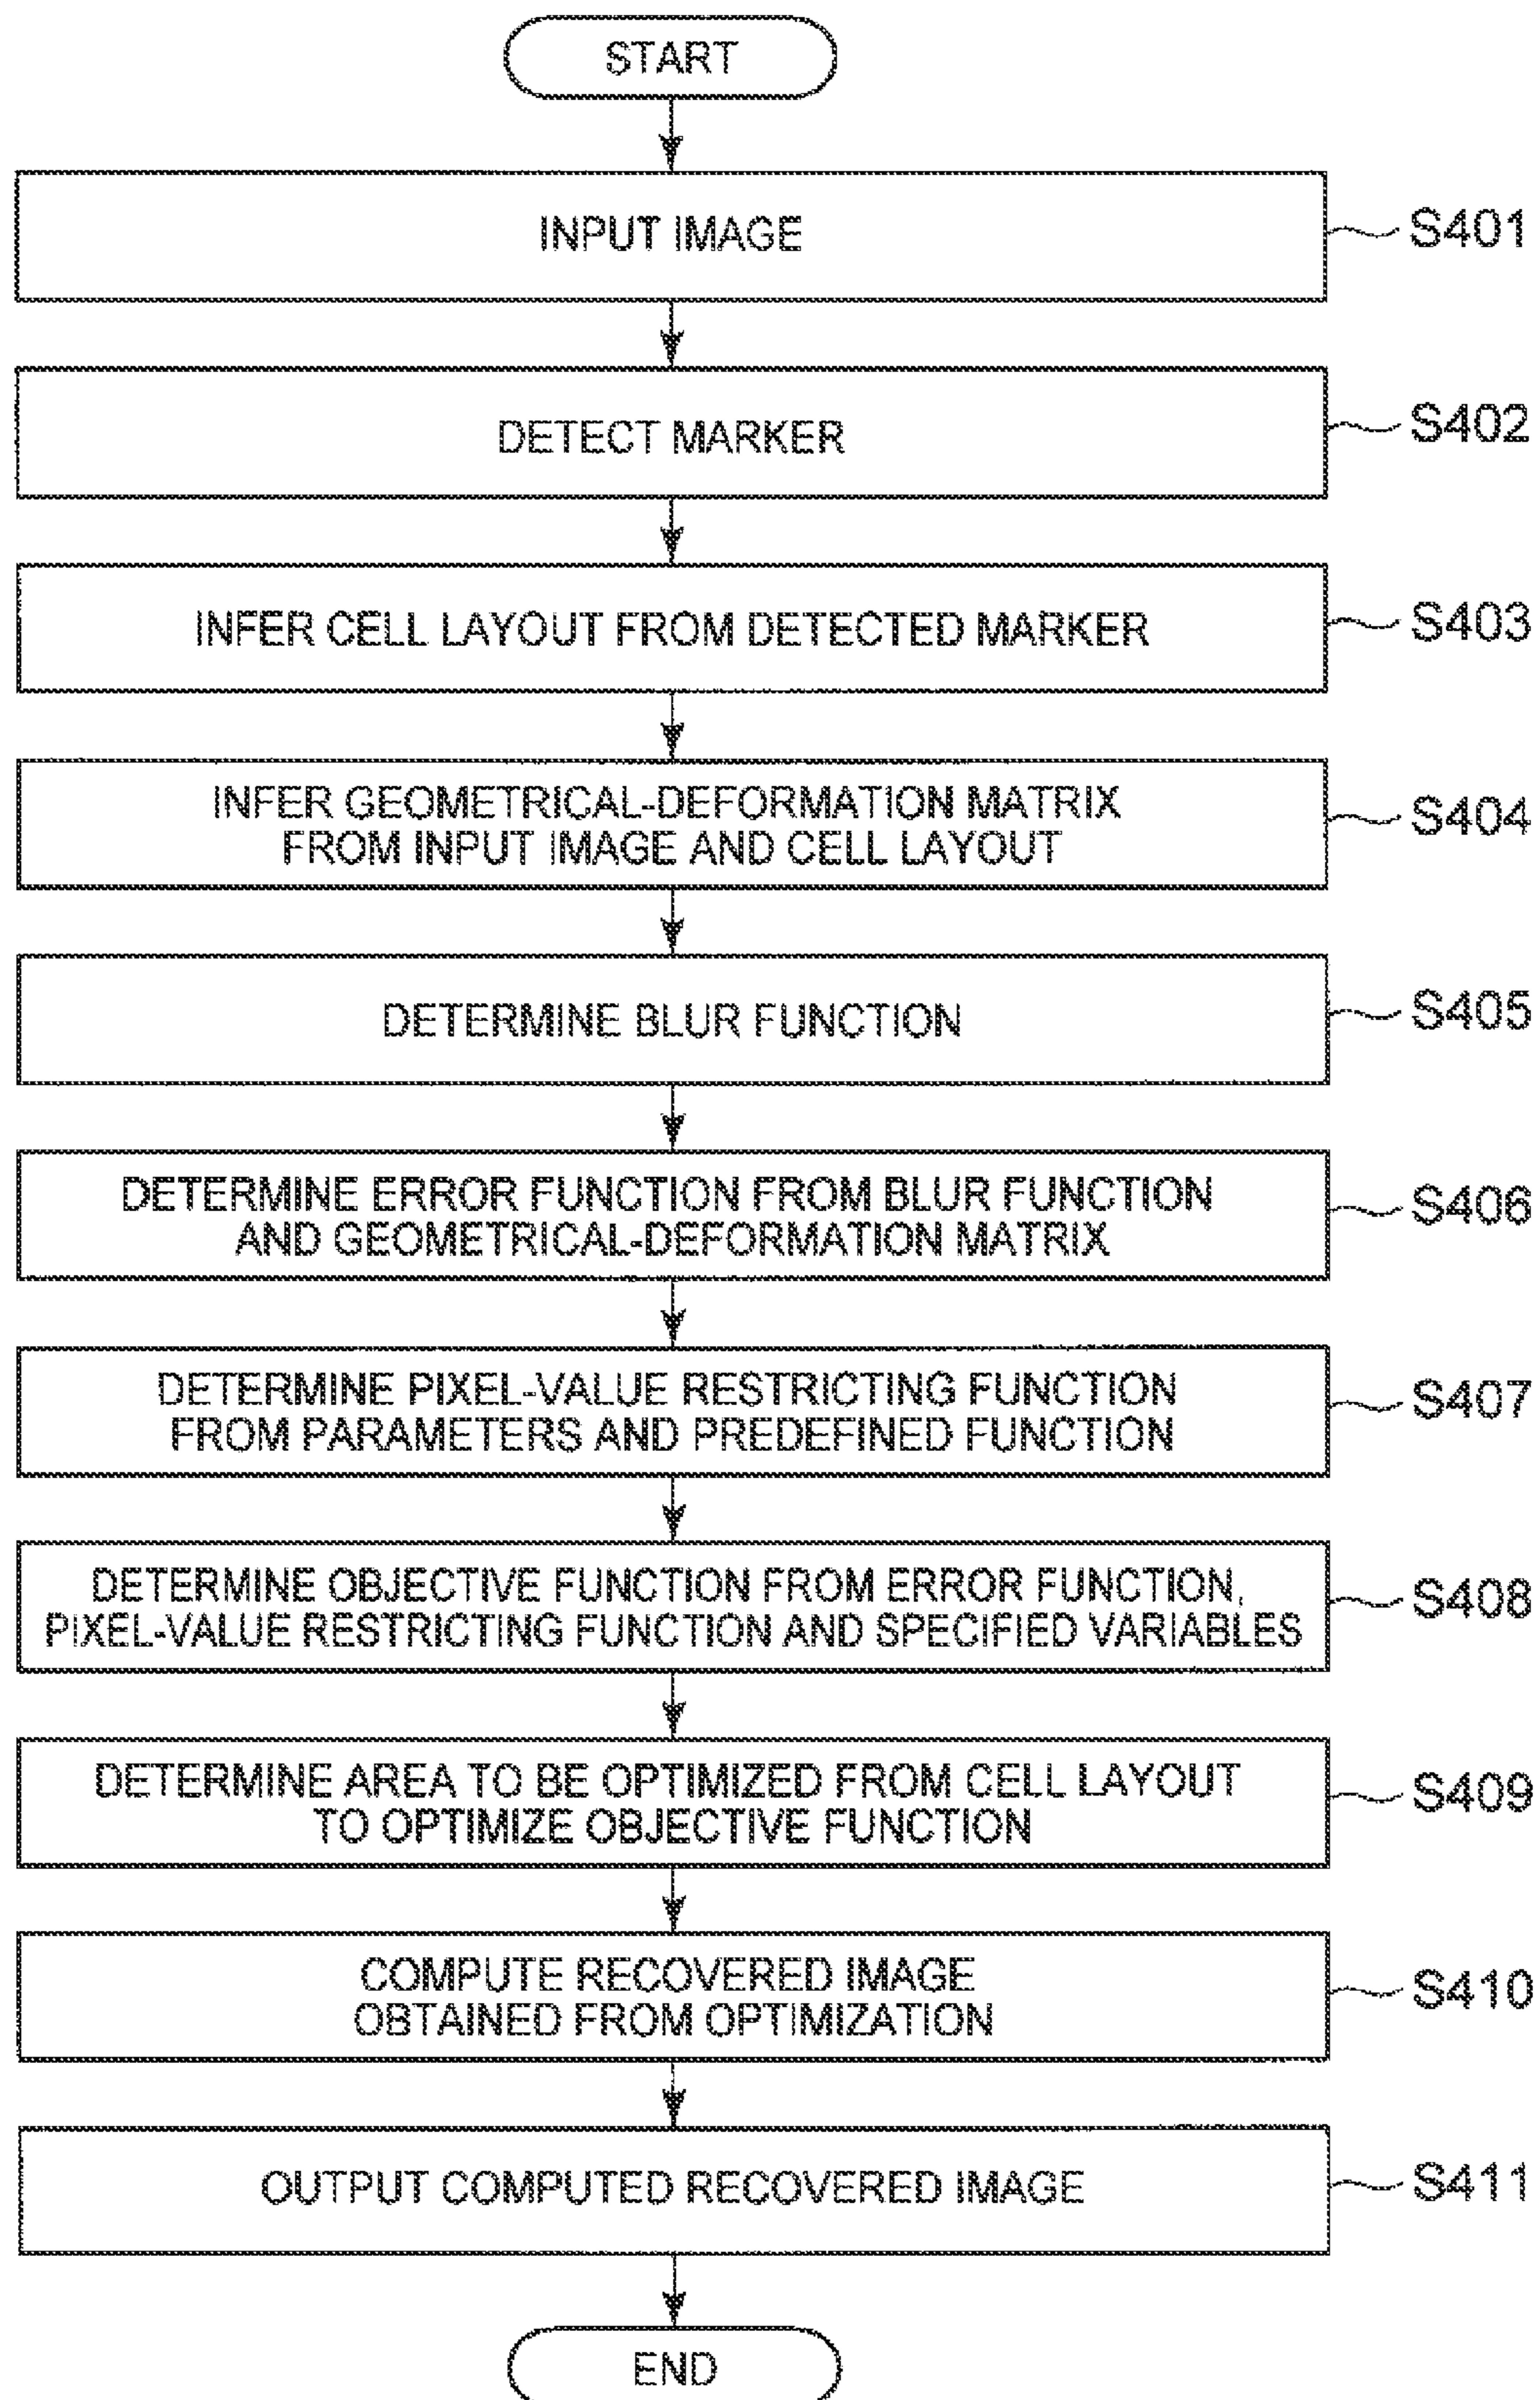 START
INPUT IMAGE
S401
DETECT MARKER
S402
INFER CELL LAYOUT FROM DETECTED MARKER
S403
INFER GEOMETRICAL-DEFORMATION MATRIX
FROM INPUT IMAGE AND CELL LAYOUT
S404
DETERMINE BLUR FUNCTION
S405
DETERMINE ERROR FUNCTION FROM BLUR FUNCTION
AND GEOMETRICAL-DEFORMATION MATRIX
S406
DETERMINE PIXEL-VALUE RESTRICTING FUNCTION
FROM PARAMETERS AND PREDEFINED FUNCTION
S407
DETERMINE OBJECTIVE FUNCTION FROM ERROR FUNCTION,
PIXEL-VALUE RESTRICTING FUNCTION AND SPECIFIED VARIABLES
S408
DETERMINE AREA TO BE OPTIMIZED FROM CELL LAYOUT
TO OPTIMIZE OBJECTIVE FUNCTION
S409
COMPUTE RECOVERED IMAGE
OBTAINED FROM OPTIMIZATION
S410
OUTPUT COMPUTED RECOVERED IMAGE
S411
END